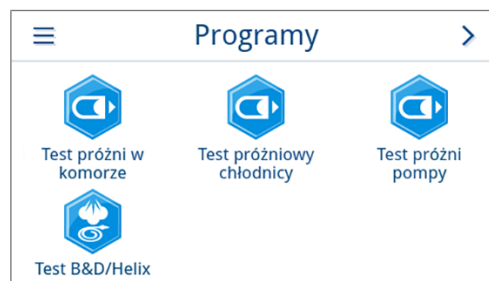 Programy
Test próżni w
komorze
Test próżniowy
chłodnicy
Test próżni
pompy
Test B&D/Helix